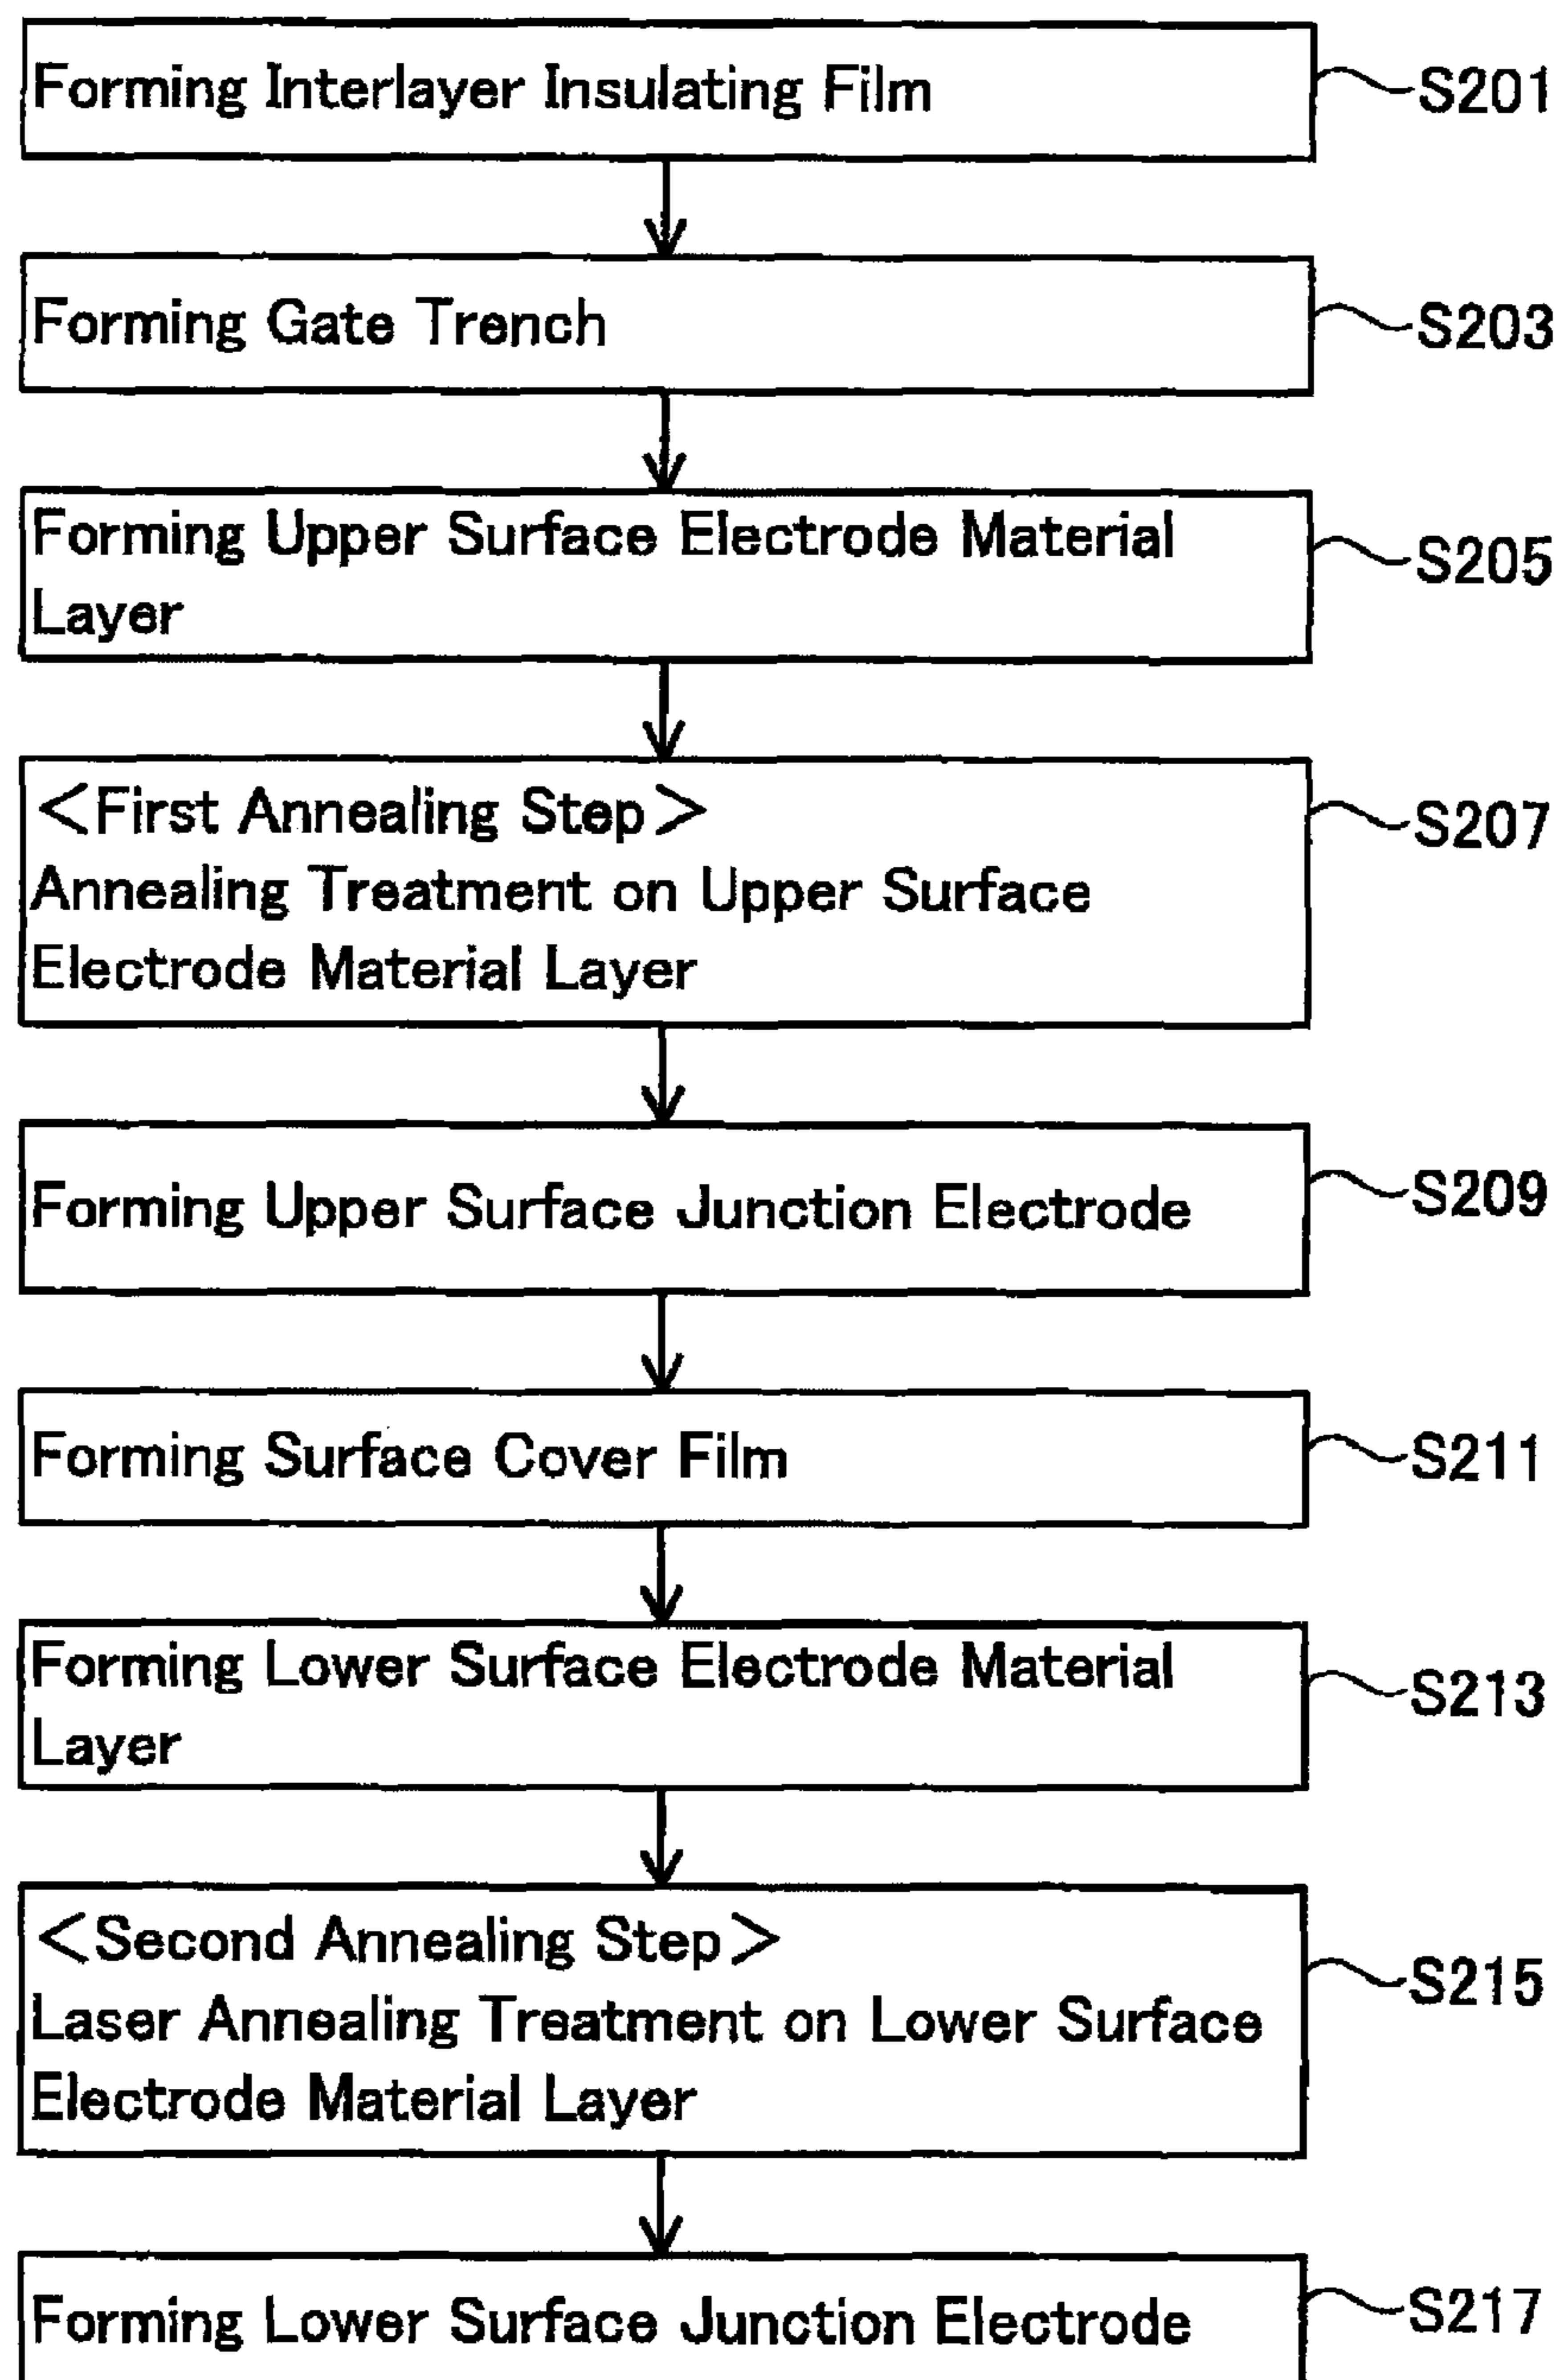 Forming Interlayer Insulating Film
S201
Forming Gate Trench
S203
Forming Upper Surface Electrode Material
Layer
S205
<First Annealing Step>
Annealing Treatment on Upper Surface
Electrode Material Layer
S207
Forming Upper Surface Junction Electrode
S209
Forming Surface Cover Film
S211
Forming Lower Surface Electrode Material
Layer
S213
<Second Annealing Step>
Laser Annealing Treatment on Lower Surface
Electrode Material Layer
S215
Forming Lower Surface Junction Electrode
S217